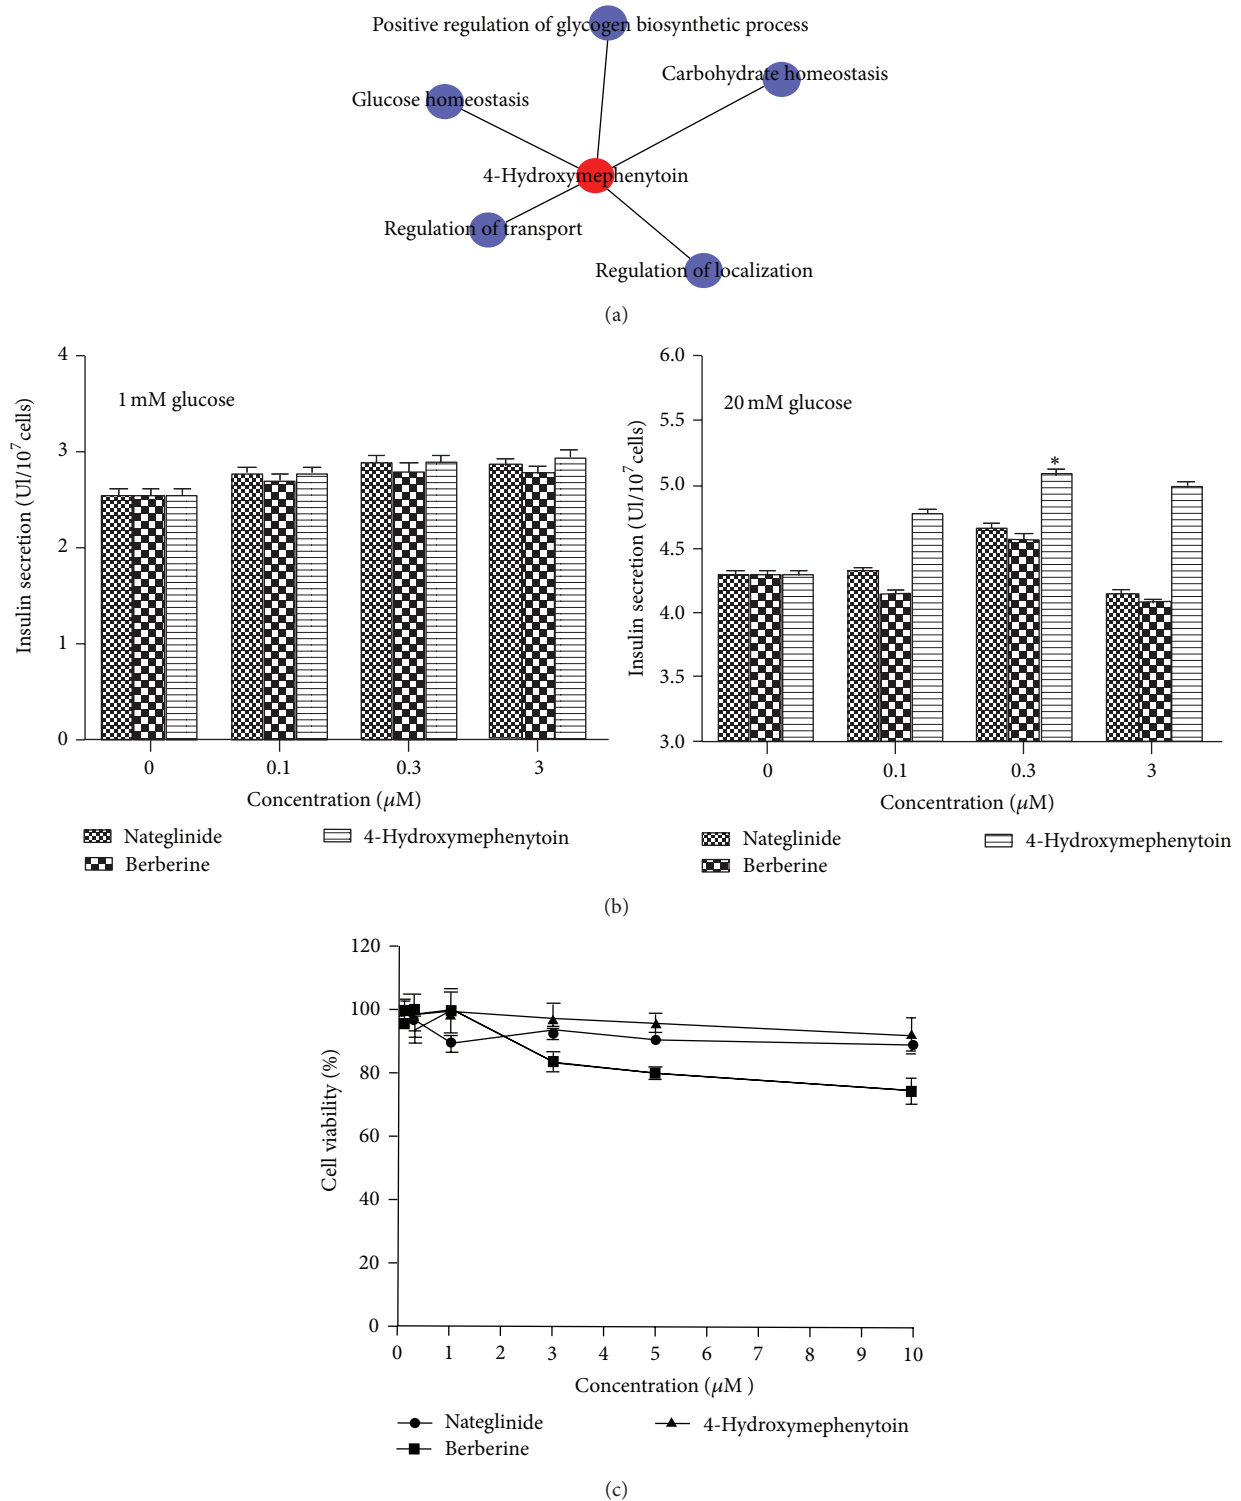 Positive regulation of glycogen biosynthetic process
Carbohydrate homeostasis
Glucose homeostasis
4-Hydroxymephenytoin
Regulation of transport
Regulation of localization
(a)
4
3
2
1
0
Insulin secretion (UI/10⁷ cells)
1 mM glucose
0 0.1 0.3 3
Concentration (μM)
Nateglinide
Berberine
4-Hydroxymephenytoin
6.0
5.5
5.0
4.5
4.0
3.5
3.0
Insulin secretion (UI/10⁷ cells)
20 mM glucose
*
0 0.1 0.3 3
Concentration (μM)
Nateglinide
Berberine
4-Hydroxymephenytoin
(b)
120
100
80
60
40
20
0
Cell viability (%)
0 1 2 3 4 5 6 7 8 9 10
Concentration (μM )
Nateglinide
Berberine
4-Hydroxymephenytoin
(c)